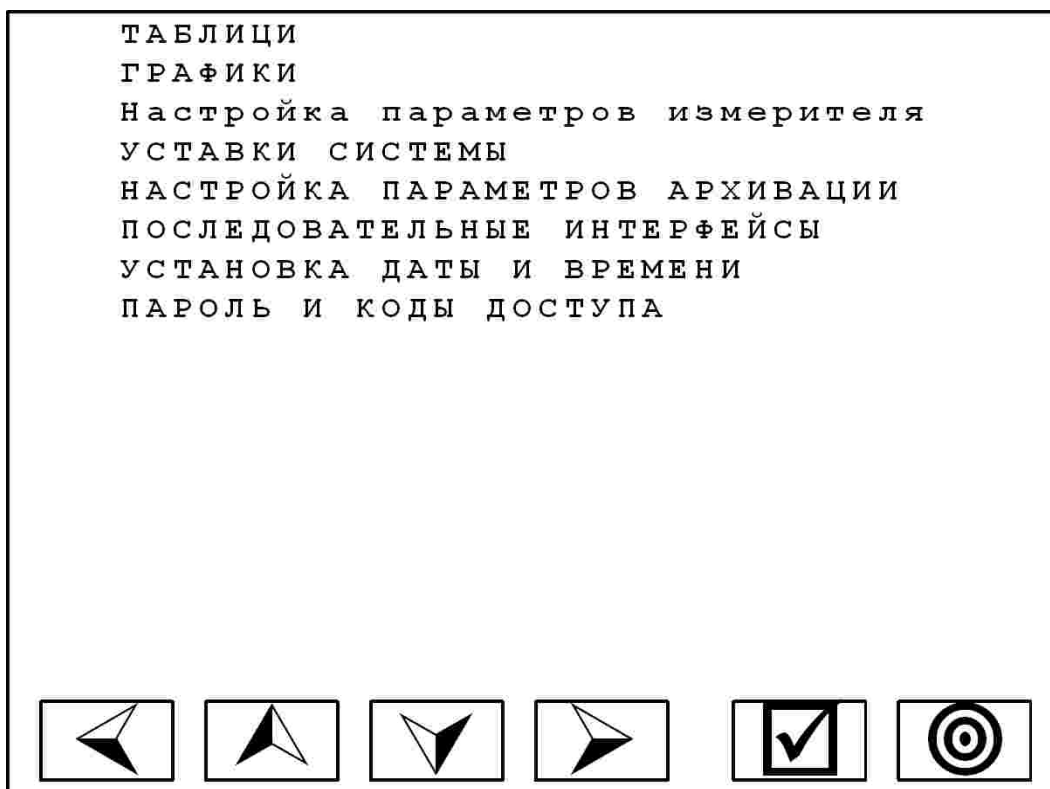 ТАБЛИЦИ
ГРАФИКИ
Настройка параметров измерителя
УСТАВКИ СИСТЕМЫ
НАСТРОЙКА ПАРАМЕТРОВ АРХИВАЦИИ
ПОСЛЕДОВАТЕЛЬНЫЕ ИНТЕРФЕЙСЫ
УСТАНОВКА ДАТЫ И ВРЕМЕНИ
ПАРОЛЬ И КОДЫ ДОСТУПА